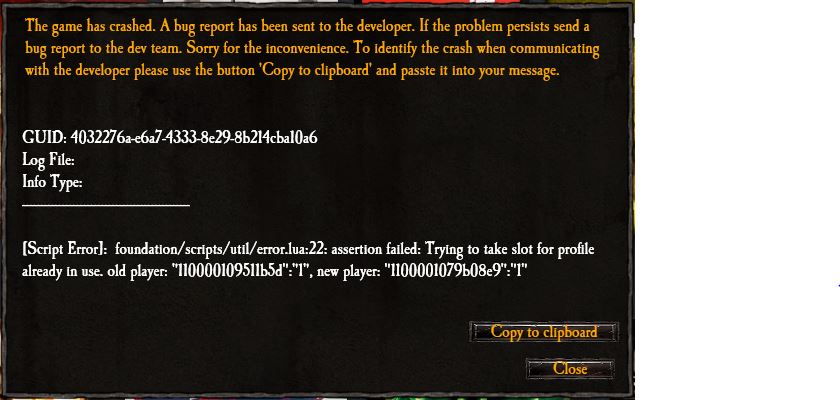 The game has crashed. A bug report has been sent to the developer. If the problem persists send a
bug report to the dev team. Sorry for the inconvenience. To identify the crash when communicating
with the developer please use the button 'Copy to clipboard' and passte it into your message.
GUID: 4032276a-e6a7-4333-8e29-8b214cba10a6
Log File:
Info Type:
[Script Error]: foundation/scripts/util/error.lua:22: assertion failed: Trying to take slot for profile
already in use. old player: "110000109511b5d":"1", new player: "1100001079b08e9":"1"
Copy to clipboard
Close